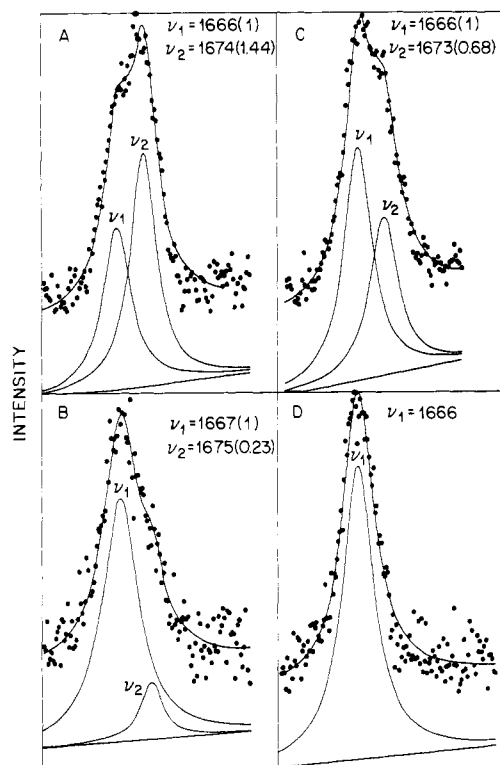 INTENSITY
A
ν₁ = 1666(1)
ν₂ = 1674(1.44)
ν₂
ν₁
C
ν₁ = 1666(1)
ν₂ = 1673(0.68)
ν₁
ν₂
B
ν₁ = 1667(1)
ν₂ = 1675(0.23)
ν₁
ν₂
D
ν₁ = 1666
ν₁